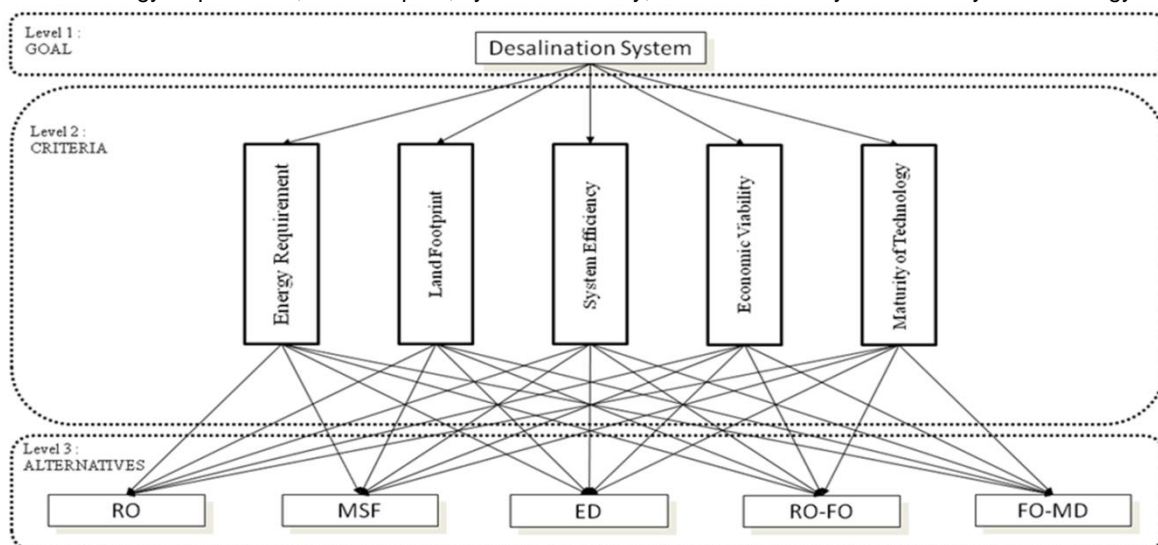 Level 1 :
GOAL
Desalination System
Level 2 :
CRITERIA
Energy Requirement
Land Footprint
System Efficiency
Economic Viability
Maturity of Technology
Level 3 :
ALTERNATIVES
RO
MSF
ED
RO-FO
FO-MD